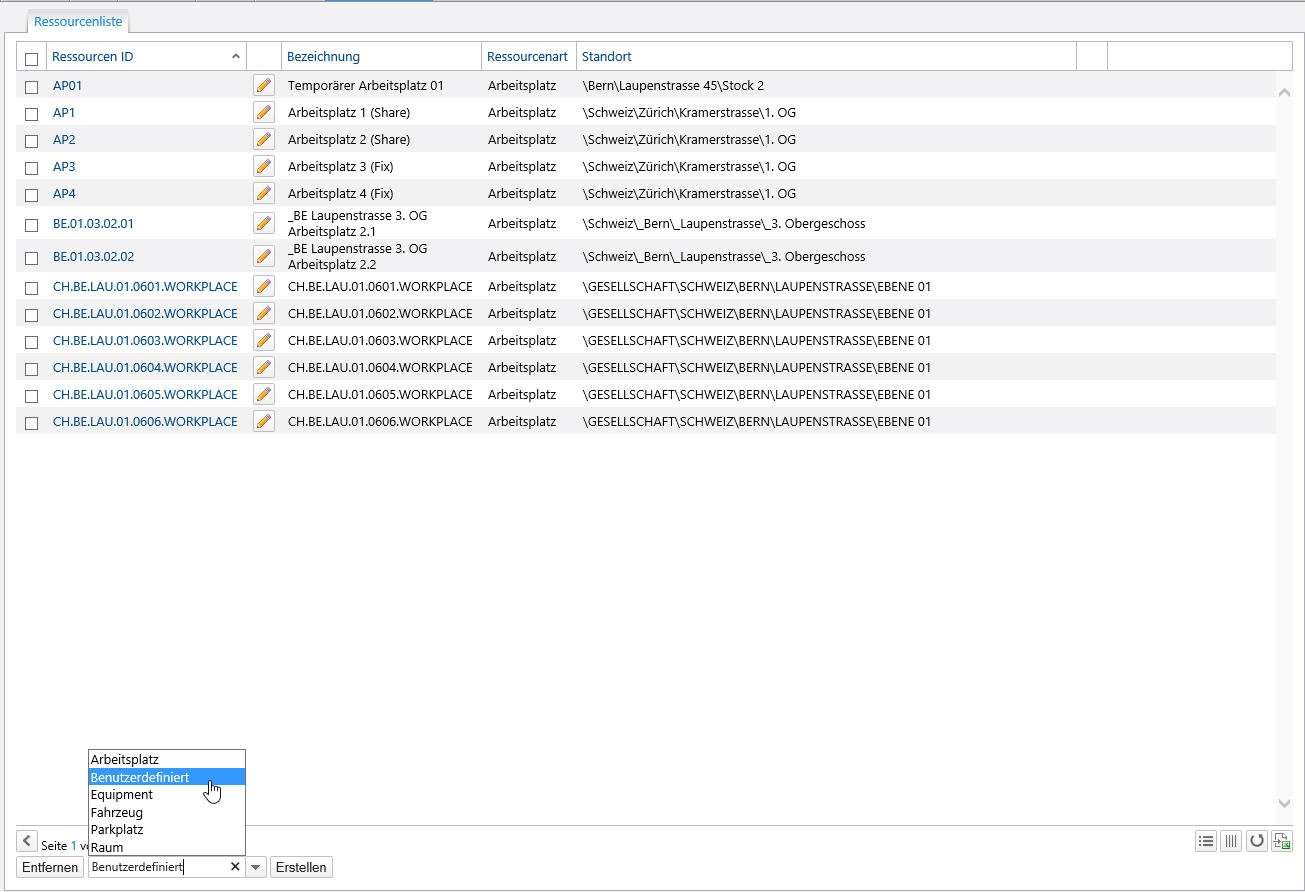 Ressourcenliste
Ressourcen ID Bezeichnung Ressourcenart Standort
AP01 Temporärer Arbeitsplatz 01 Arbeitsplatz \Bern\Laupenstrasse 45\Stock 2
AP1 Arbeitsplatz 1 (Share) Arbeitsplatz \Schweiz\Zürich\Kramerstrasse\1. OG
AP2 Arbeitsplatz 2 (Share) Arbeitsplatz \Schweiz\Zürich\Kramerstrasse\1. OG
AP3 Arbeitsplatz 3 (Fix) Arbeitsplatz \Schweiz\Zürich\Kramerstrasse\1. OG
AP4 Arbeitsplatz 4 (Fix) Arbeitsplatz \Schweiz\Zürich\Kramerstrasse\1. OG
BE.01.03.02.01 _BE Laupenstrasse 3. OG
Arbeitsplatz 2.1 Arbeitsplatz \Schweiz\_Bern\_Laupenstrasse\_3. Obergeschoss
BE.01.03.02.02 _BE Laupenstrasse 3. OG
Arbeitsplatz 2.2 Arbeitsplatz \Schweiz\_Bern\_Laupenstrasse\_3. Obergeschoss
CH.BE.LAU.01.0601.WORKPLACE CH.BE.LAU.01.0601.WORKPLACE Arbeitsplatz \GESELLSCHAFT\SCHWEIZ\BERN\LAUPENSTRASSE\EBENE 01
CH.BE.LAU.01.0602.WORKPLACE CH.BE.LAU.01.0602.WORKPLACE Arbeitsplatz \GESELLSCHAFT\SCHWEIZ\BERN\LAUPENSTRASSE\EBENE 01
CH.BE.LAU.01.0603.WORKPLACE CH.BE.LAU.01.0603.WORKPLACE Arbeitsplatz \GESELLSCHAFT\SCHWEIZ\BERN\LAUPENSTRASSE\EBENE 01
CH.BE.LAU.01.0604.WORKPLACE CH.BE.LAU.01.0604.WORKPLACE Arbeitsplatz \GESELLSCHAFT\SCHWEIZ\BERN\LAUPENSTRASSE\EBENE 01
CH.BE.LAU.01.0605.WORKPLACE CH.BE.LAU.01.0605.WORKPLACE Arbeitsplatz \GESELLSCHAFT\SCHWEIZ\BERN\LAUPENSTRASSE\EBENE 01
CH.BE.LAU.01.0606.WORKPLACE CH.BE.LAU.01.0606.WORKPLACE Arbeitsplatz \GESELLSCHAFT\SCHWEIZ\BERN\LAUPENSTRASSE\EBENE 01
Arbeitsplatz
Benutzerdefiniert
Equipment
Fahrzeug
Parkplatz
Raum
Seite 1
Entfernen Benutzerdefiniert Erstellen